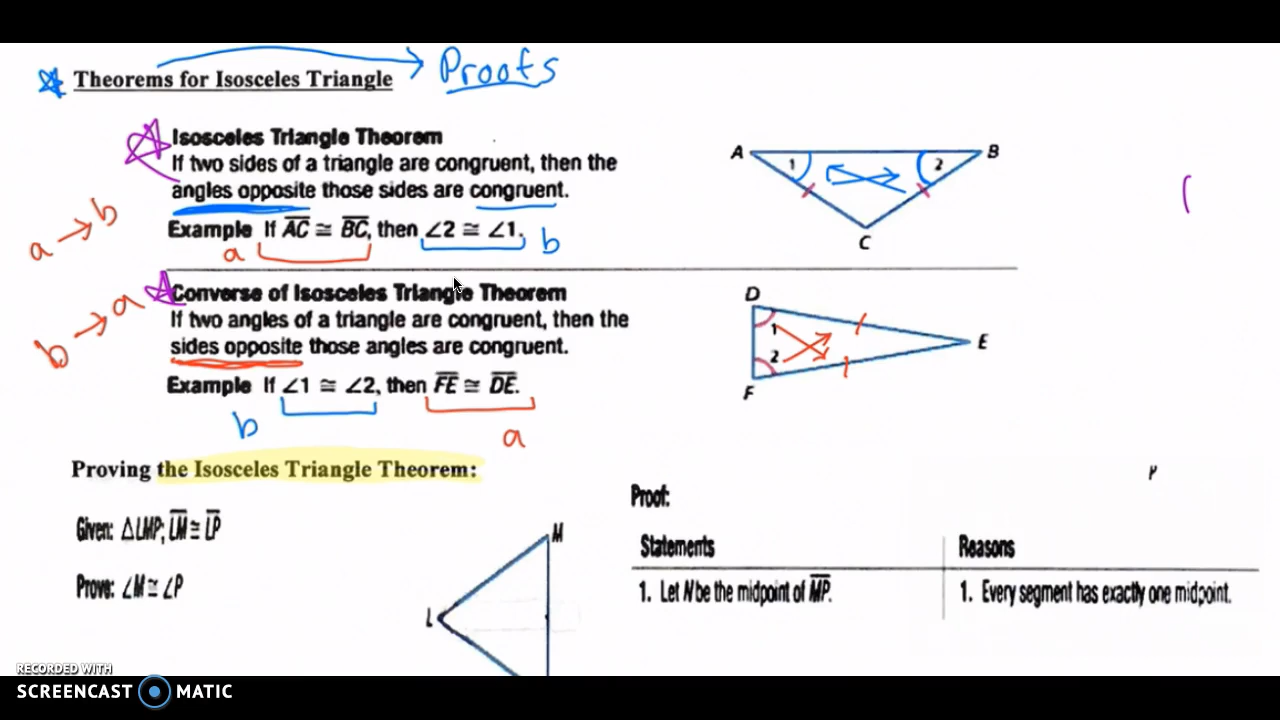 Theorems for Isosceles Triangle
Proofs
Isosceles Triangle Theorem
If two sides of a triangle are congruent, then the
angles opposite those sides are congruent.
Example If AC ≅ BC, then ∠2 ≅ ∠1.
a
b
a → b
A
1
2
B
C
Converse of Isosceles Triangle Theorem
If two angles of a triangle are congruent, then the
sides opposite those angles are congruent.
Example If ∠1 ≅ ∠2, then FE ≅ DE.
b
a
b → a
D
1
2
E
F
Proving the Isosceles Triangle Theorem:
Given: △LMP; LM ≅ LP
Prove: ∠M ≅ ∠P
M
L
Proof:
Statements
Reasons
1. Let N be the midpoint of MP.
1. Every segment has exactly one midpoint.
RECORDED WITH
SCREENCAST MATIC